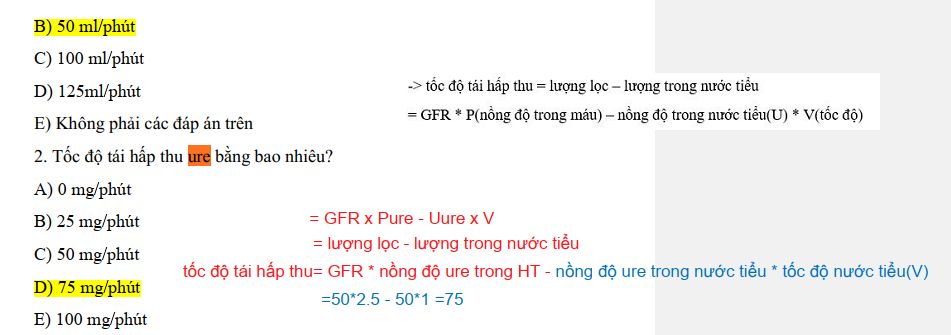 B) 50 ml/phút
C) 100 ml/phút
D) 125ml/phút
E) Không phải các đáp án trên
-> tốc độ tái hấp thu = lượng lọc – lượng trong nước tiểu
= GFR * P(nồng độ trong máu) – nồng độ trong nước tiểu(U) * V(tốc độ)
2. Tốc độ tái hấp thu ure bằng bao nhiêu?
A) 0 mg/phút
B) 25 mg/phút
C) 50 mg/phút
D) 75 mg/phút
E) 100 mg/phút
= GFR x Pure - Uure x V
= lượng lọc - lượng trong nước tiểu
tốc độ tái hấp thu= GFR * nồng độ ure trong HT - nồng độ ure trong nước tiểu * tốc độ nước tiểu(V)
=50*2.5 - 50*1 =75